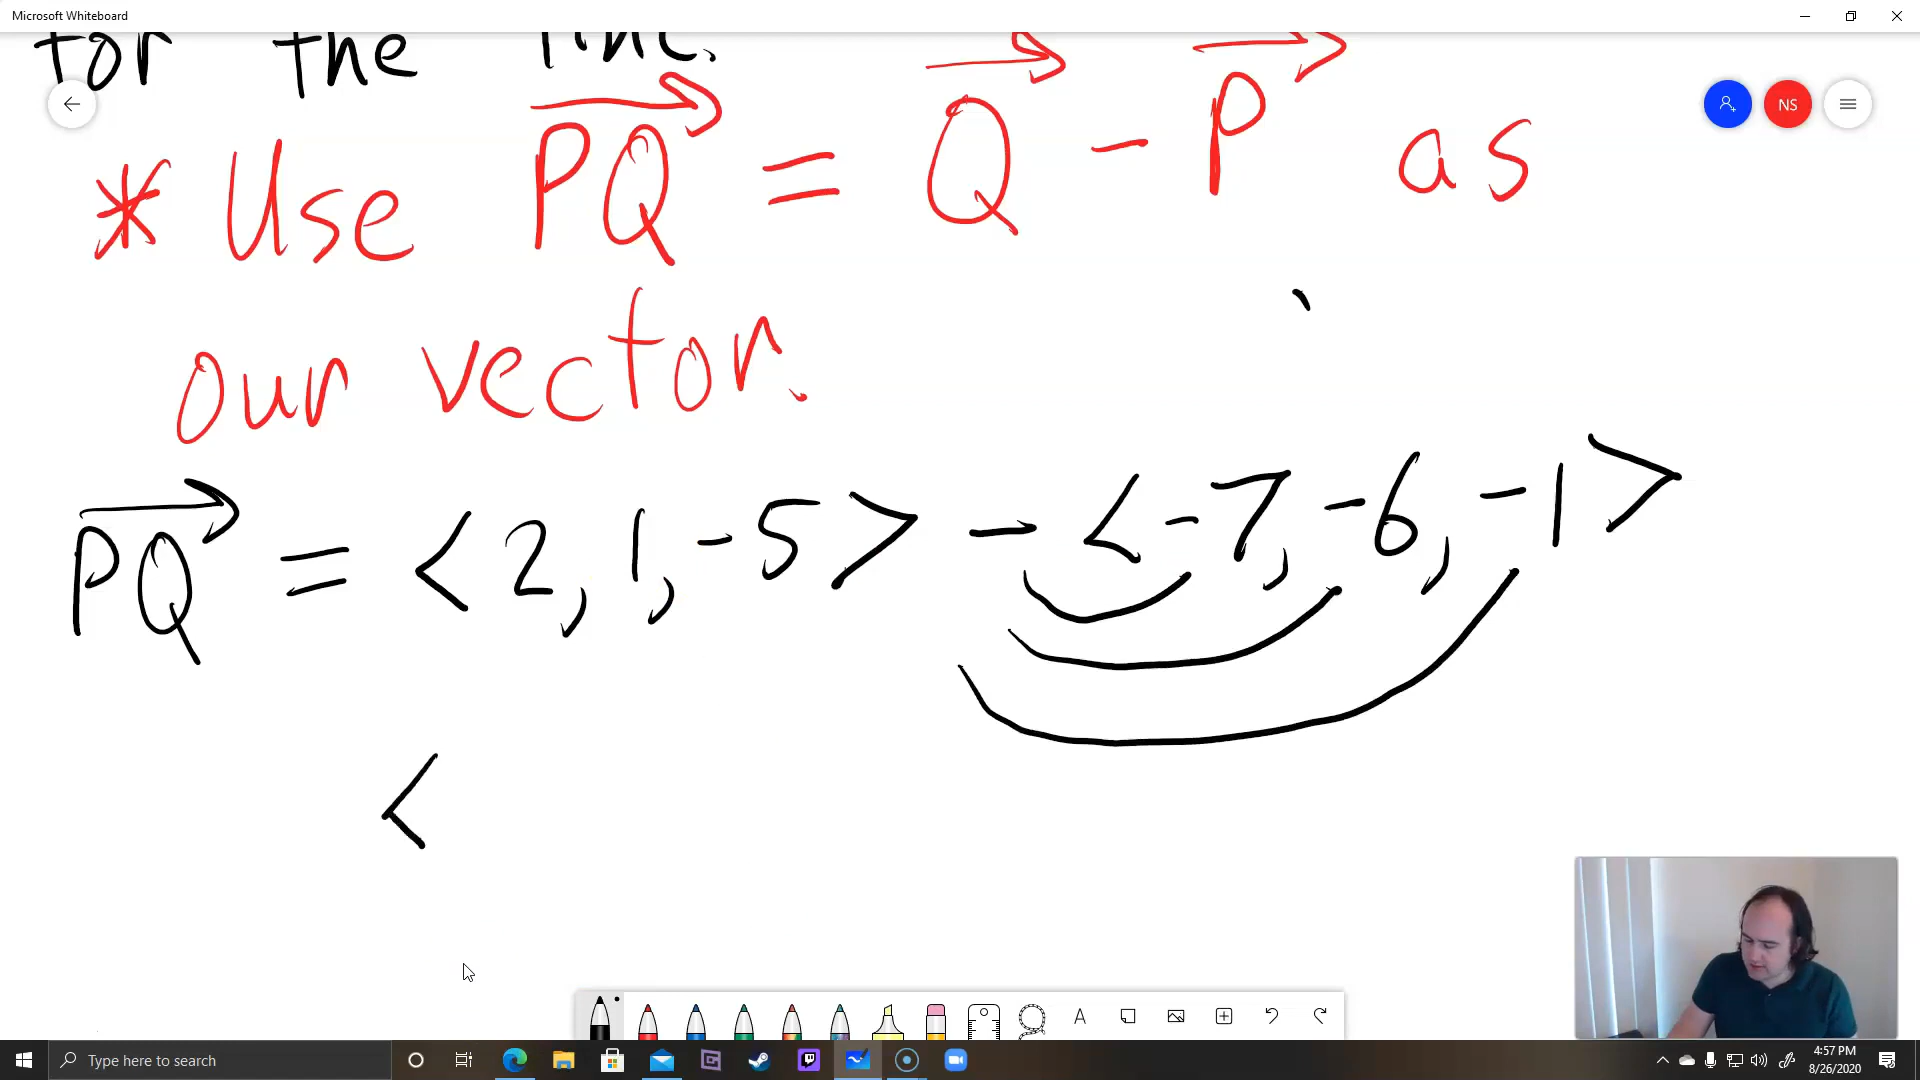 Microsoft Whiteboard
for the line.
* Use PQ = Q - P as
NS
our vector.
PQ = <2, 1, -5> - <-7, -6, -1>
<
A
Type here to search
4:57 PM
8/26/2020